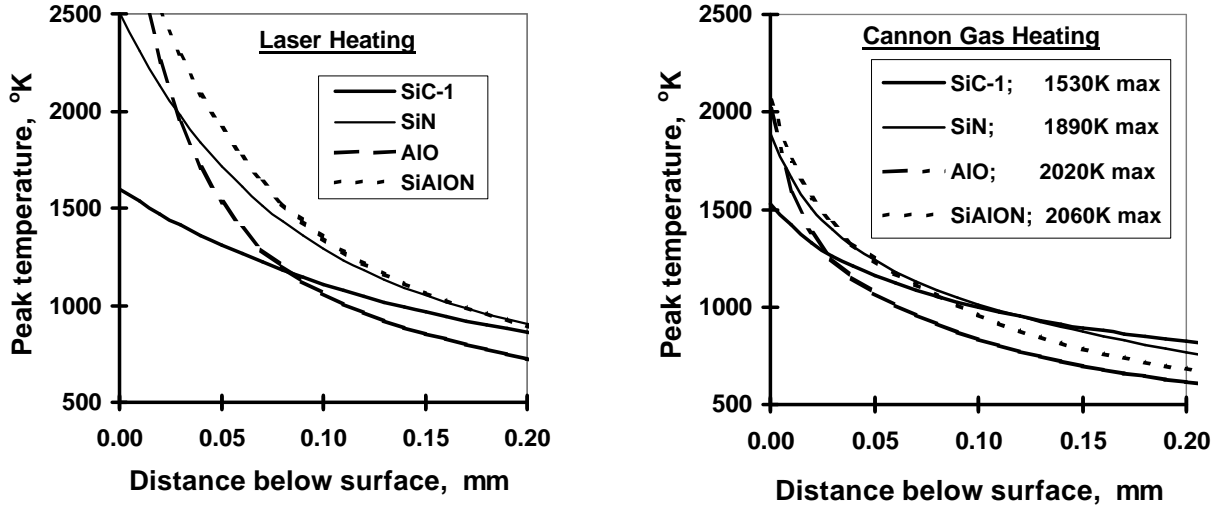 Laser Heating
SiC-1
SiN
AlO
SiAlON
2500
2000
1500
1000
500
0.00 0.05 0.10 0.15 0.20
Peak temperature, ᵒK
Distance below surface, mm
Cannon Gas Heating
SiC-1; 1530K max
SiN; 1890K max
AlO; 2020K max
SiAlON; 2060K max
2500
2000
1500
1000
500
0.00 0.05 0.10 0.15 0.20
Peak temperature, ᵒK
Distance below surface, mm